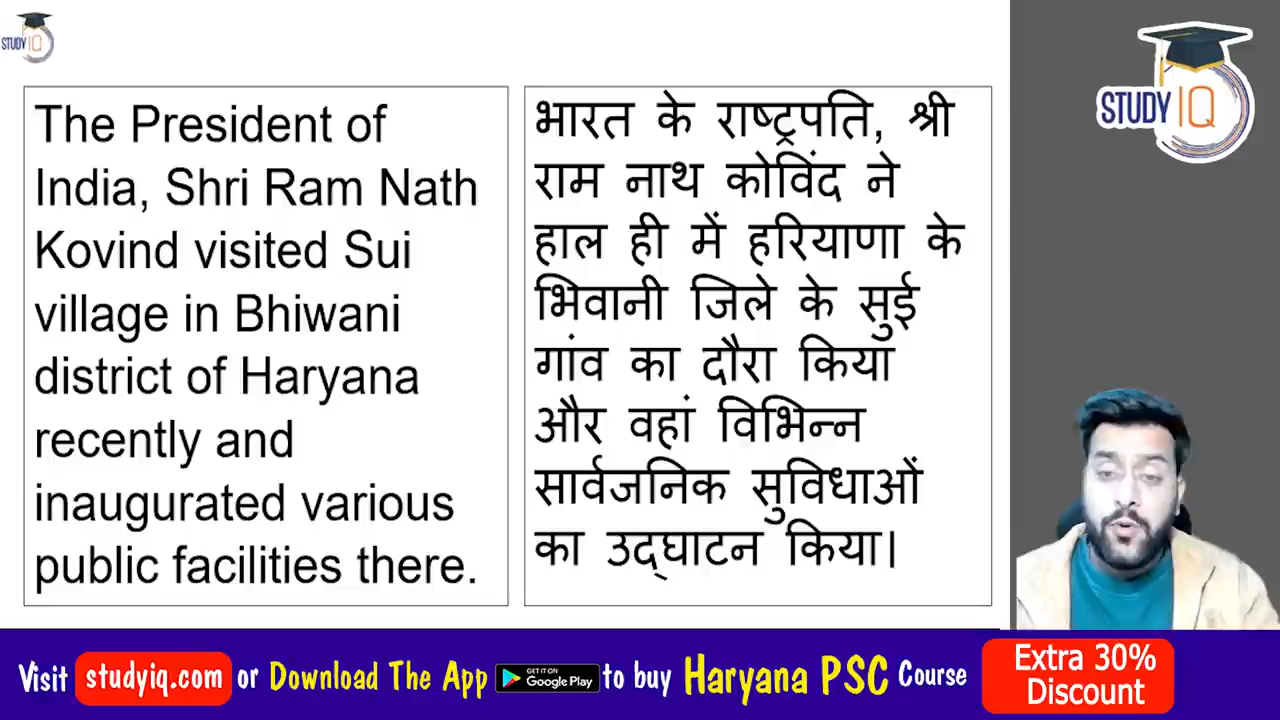 STUDY IQ
The President of
India, Shri Ram Nath
Kovind visited Sui
village in Bhiwani
district of Haryana
recently and
inaugurated various
public facilities there.
भारत के राष्ट्रपति, श्री
राम नाथ कोविंद ने
हाल ही में हरियाणा के
भिवानी जिले के सुई
गांव का दौरा किया
और वहां विभिन्न
सार्वजनिक सुविधाओं
का उद्घाटन किया।
STUDY IQ
Visit studyiq.com or Download The App GET IT ON Google Play to buy Haryana PSC Course
Extra 30%
Discount